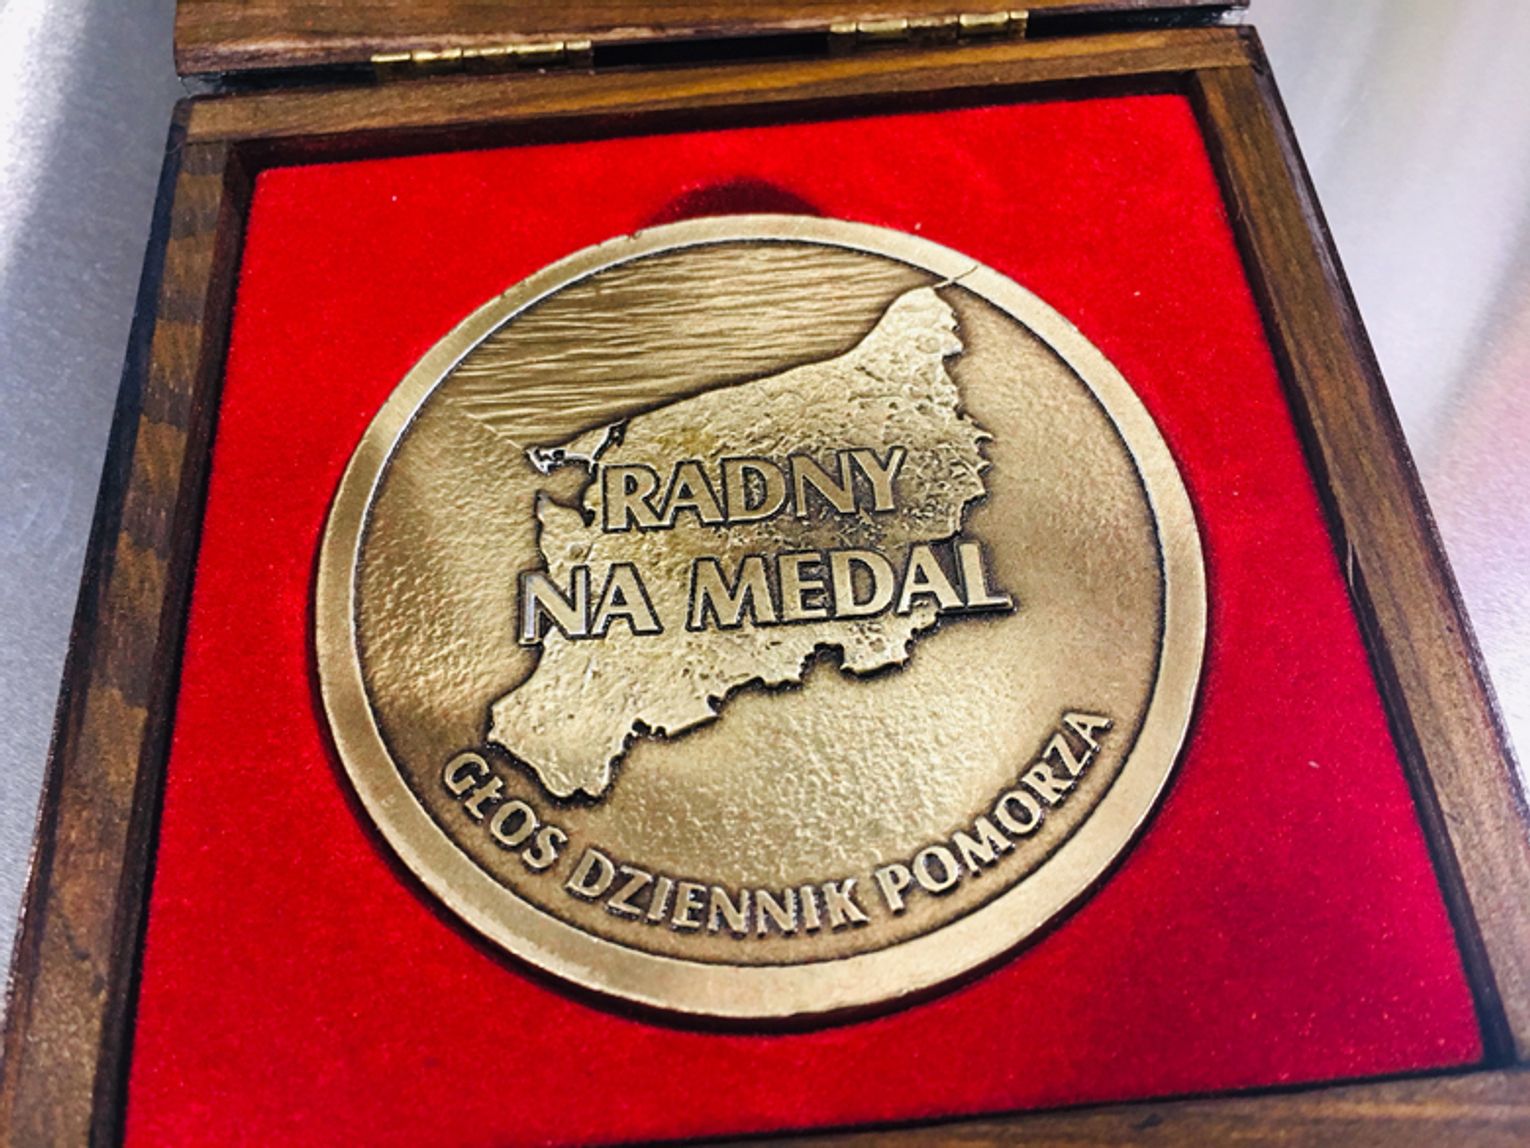 RADNY
NA MEDAL
GŁOS DZIENNIK POMORZA